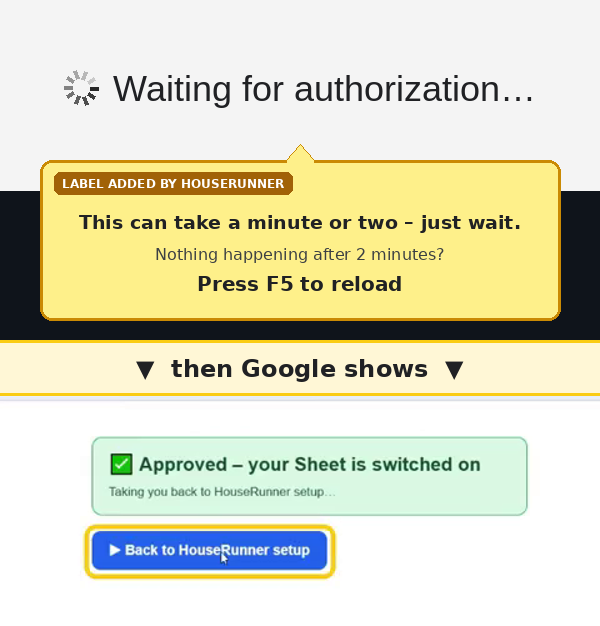 Waiting for authorization…
LABEL ADDED BY HOUSERUNNER
This can take a minute or two – just wait.
Nothing happening after 2 minutes?
Press F5 to reload
▼ then Google shows ▼
✅ Approved – your Sheet is switched on
Taking you back to HouseRunner setup…
▶ Back to HouseRunner setup